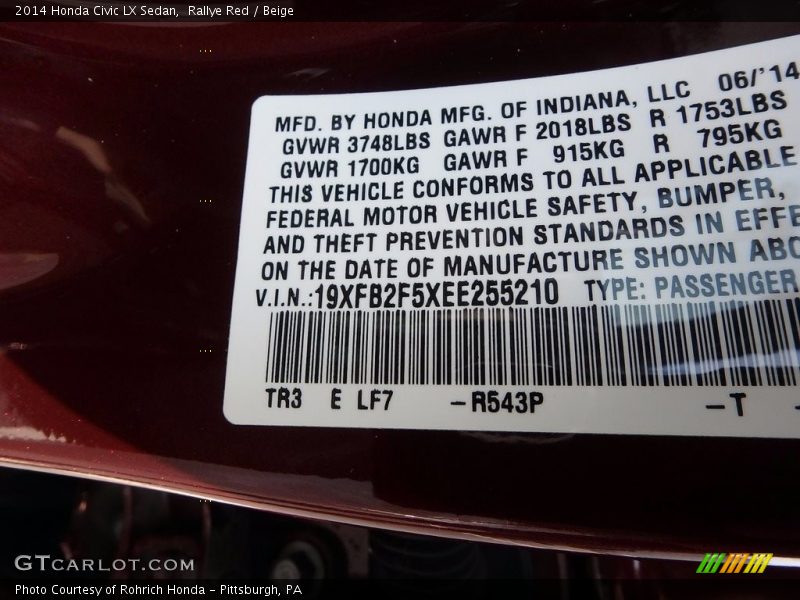 2014 Honda Civic LX Sedan,  Rallye Red / Beige
MFD. BY HONDA MFG. OF INDIANA, LLC 06/'14
GVWR 3748LBS GAWR F 2018LBS R 1753LBS
GVWR 1700KG GAWR F 915KG R 795KG
THIS VEHICLE CONFORMS TO ALL APPLICABLE
FEDERAL MOTOR VEHICLE SAFETY, BUMPER,
AND THEFT PREVENTION STANDARDS IN EFFE
ON THE DATE OF MANUFACTURE SHOWN ABO
V.I.N.:19XFB2F5XEE255210 TYPE: PASSENGER
TR3 E LF7 –R543P –T –
GTCARLOT.COM
Photo Courtesy of Rohrich Honda – Pittsburgh, PA